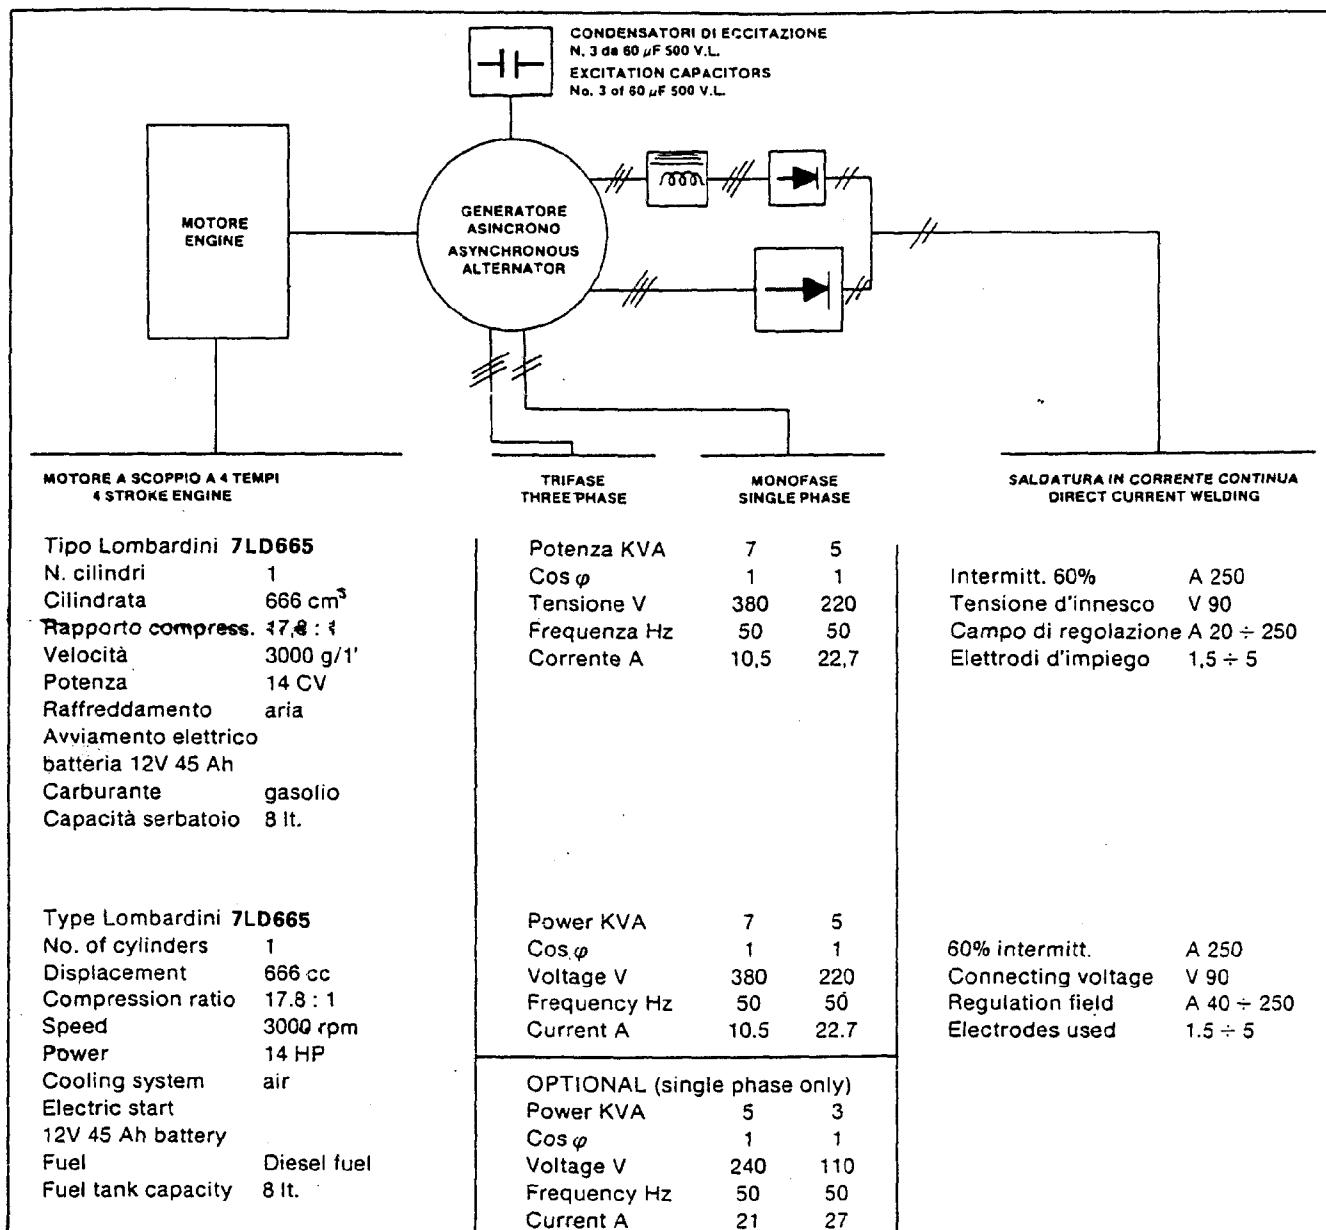 CONDENSATORI DI ECCITAZIONE
N. 3 da 60 µF 500 V.L.
EXCITATION CAPACITORS
No. 3 of 60 µF 500 V.L.
MOTORE
ENGINE
GENERATORE
ASINCRONO
ASYNCHRONOUS
ALTERNATOR
MOTORE A SCOPPIO A 4 TEMPI
4 STROKE ENGINE
TRIFASE
THREE PHASE
MONOFASE
SINGLE PHASE
SALDATURA IN CORRENTE CONTINUA
DIRECT CURRENT WELDING
Tipo Lombardini 7LD665
N. cilindri 1
Cilindrata 666 cm³
Rapporto compress. 17,8 : 1
Velocità 3000 g/1'
Potenza 14 CV
Raffreddamento aria
Avviamento elettrico
batteria 12V 45 Ah
Carburante gasolio
Capacità serbatoio 8 lt.
Potenza KVA 7 5
Cos φ 1 1
Tensione V 380 220
Frequenza Hz 50 50
Corrente A 10,5 22,7
Intermitt. 60% A 250
Tensione d'innesco V 90
Campo di regolazione A 20 ÷ 250
Elettrodi d'impiego 1,5 ÷ 5
Type Lombardini 7LD665
No. of cylinders 1
Displacement 666 cc
Compression ratio 17.8 : 1
Speed 3000 rpm
Power 14 HP
Cooling system air
Electric start
12V 45 Ah battery
Fuel Diesel fuel
Fuel tank capacity 8 lt.
Power KVA 7 5
Cos φ 1 1
Voltage V 380 220
Frequency Hz 50 50
Current A 10.5 22.7
OPTIONAL (single phase only)
Power KVA 5 3
Cos φ 1 1
Voltage V 240 110
Frequency Hz 50 50
Current A 21 27
60% intermitt. A 250
Connecting voltage V 90
Regulation field A 40 ÷ 250
Electrodes used 1.5 ÷ 5